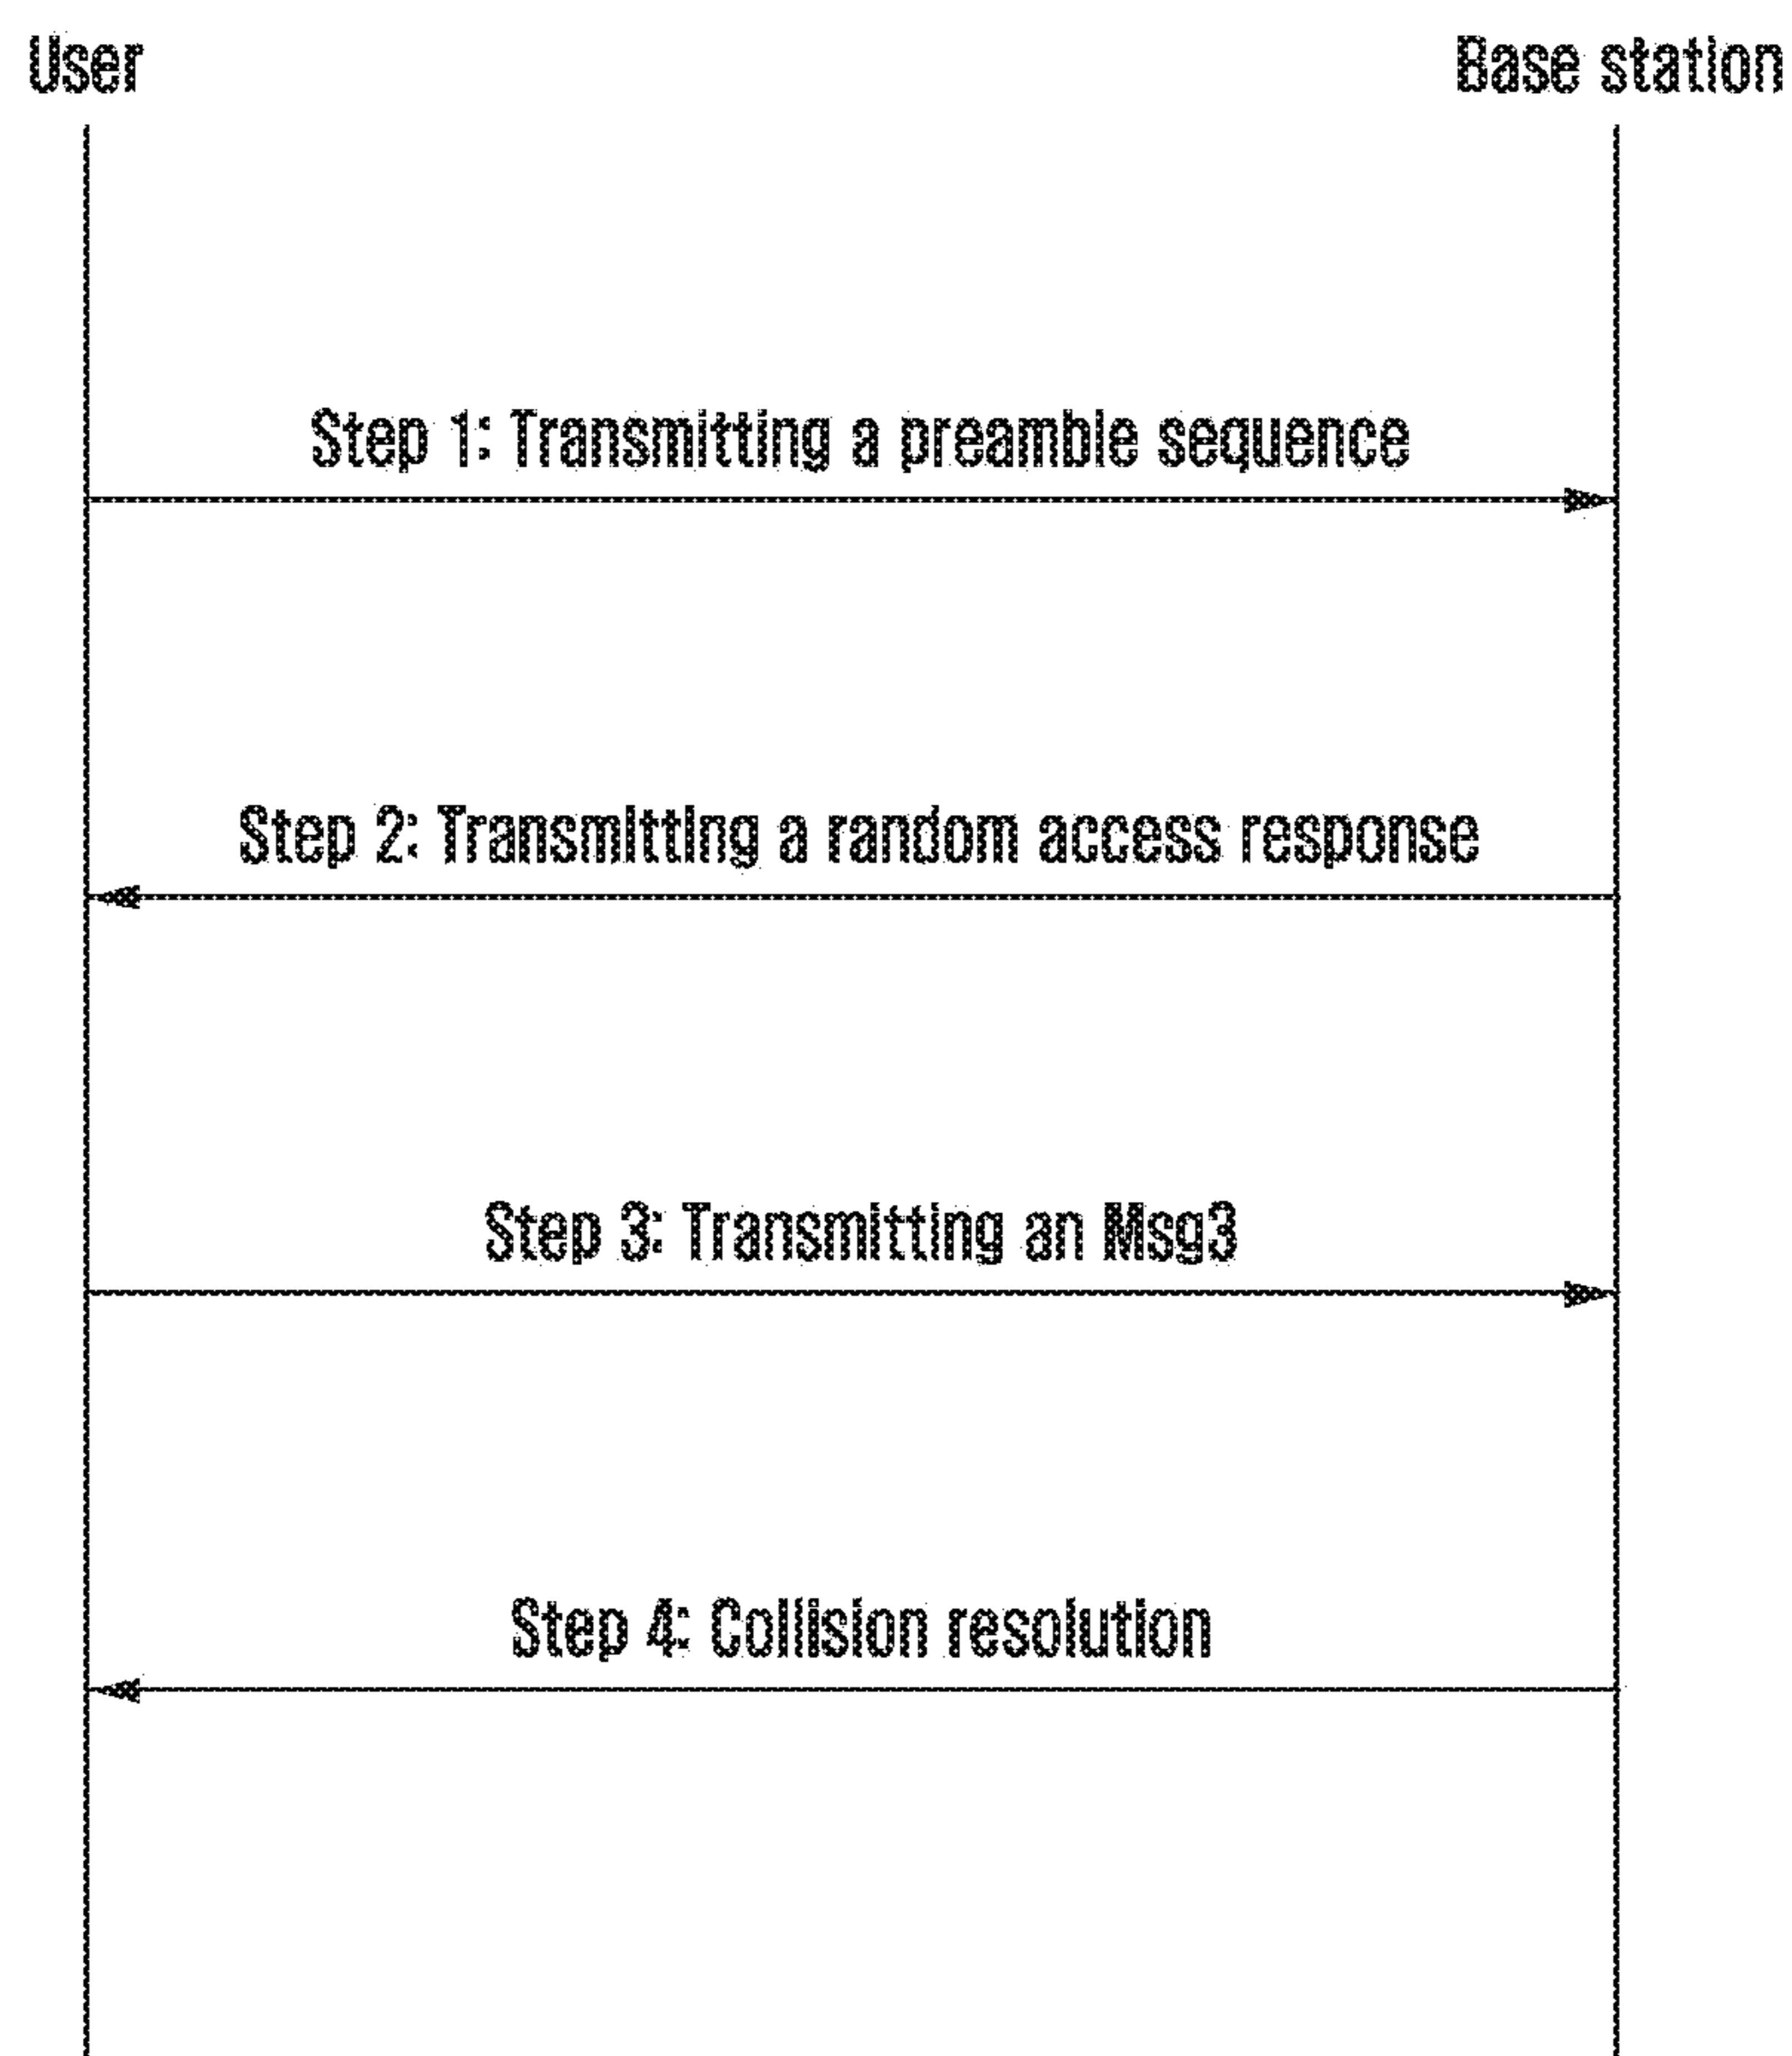 User
Base station
Step 1: Transmitting a preamble sequence
Step 2: Transmitting a random access response
Step 3: Transmitting an Msg3
Step 4: Collision resolution